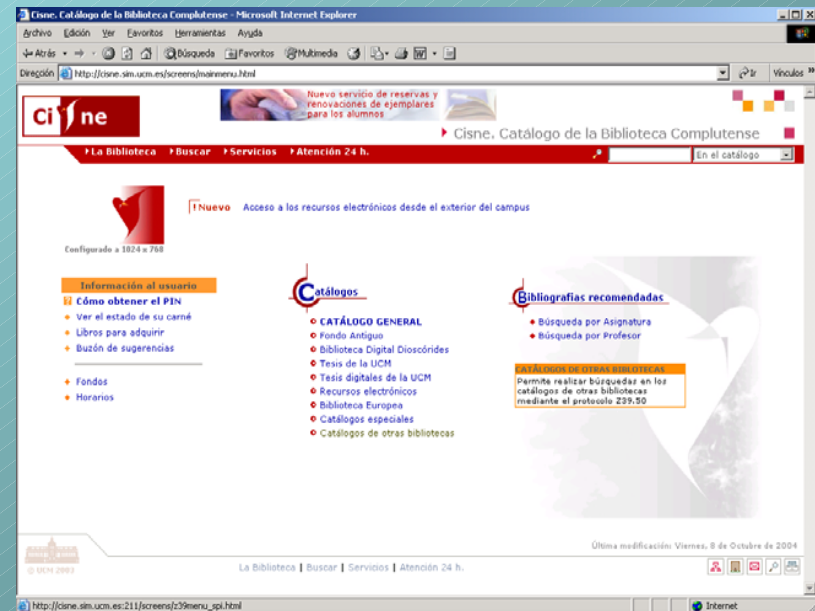 Cisne. Catálogo de la Biblioteca Complutense - Microsoft Internet Explorer
Archivo Edición Ver Favoritos Herramientas Ayuda
Atrás Búsqueda Favoritos Multimedia
Dirección http://cisne.sim.ucm.es/screens/mainmenu.html Ir Vínculos »
Nuevo servicio de reservas y
renovaciones de ejemplares
para los alumnos
Cisne
Cisne. Catálogo de la Biblioteca Complutense
La Biblioteca Buscar Servicios Atención 24 h. En el catálogo
! Nuevo Acceso a los recursos electrónicos desde el exterior del campus
Configurado a 1024 x 768
Información al usuario
Cómo obtener el PIN
Ver el estado de su carné
Libros para adquirir
Buzón de sugerencias
Fondos
Horarios
Catálogos
CATÁLOGO GENERAL
Fondo Antiguo
Biblioteca Digital Dioscórides
Tesis de la UCM
Tesis digitales de la UCM
Recursos electrónicos
Biblioteca Europea
Catálogos especiales
Catálogos de otras bibliotecas
Bibliografías recomendadas
Búsqueda por Asignatura
Búsqueda por Profesor
CATÁLOGOS DE OTRAS BIBLIOTECAS
Permite realizar búsquedas en los
catálogos de otras bibliotecas
mediante el protocolo Z39.50
Última modificación: Viernes, 8 de Octubre de 2004
© UCM 2003
La Biblioteca | Buscar | Servicios | Atención 24 h.
http://cisne.sim.ucm.es:211/screens/z39menu_spi.html Internet